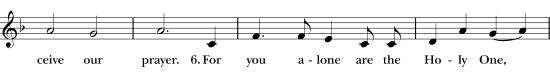 ceive our prayer. 6. For you a - lone are the Ho - ly One,